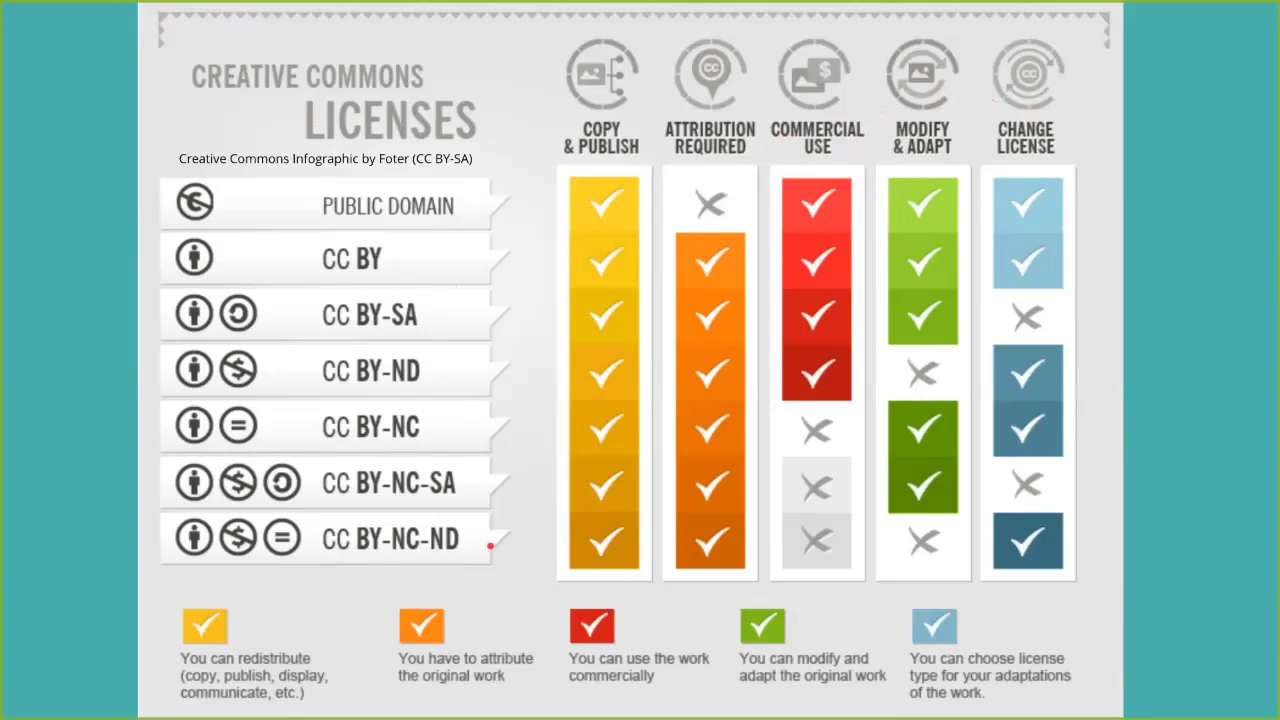 CREATIVE COMMONS
LICENSES
Creative Commons Infographic by Foter (CC BY-SA)
COPY
& PUBLISH
ATTRIBUTION
REQUIRED
COMMERCIAL
USE
MODIFY
& ADAPT
CHANGE
LICENSE
PUBLIC DOMAIN
CC BY
CC BY-SA
CC BY-ND
CC BY-NC
CC BY-NC-SA
CC BY-NC-ND
You can redistribute
(copy, publish, display,
communicate, etc.)
You have to attribute
the original work
You can use the work
commercially
You can modify and
adapt the original work
You can choose license
type for your adaptations
of the work.